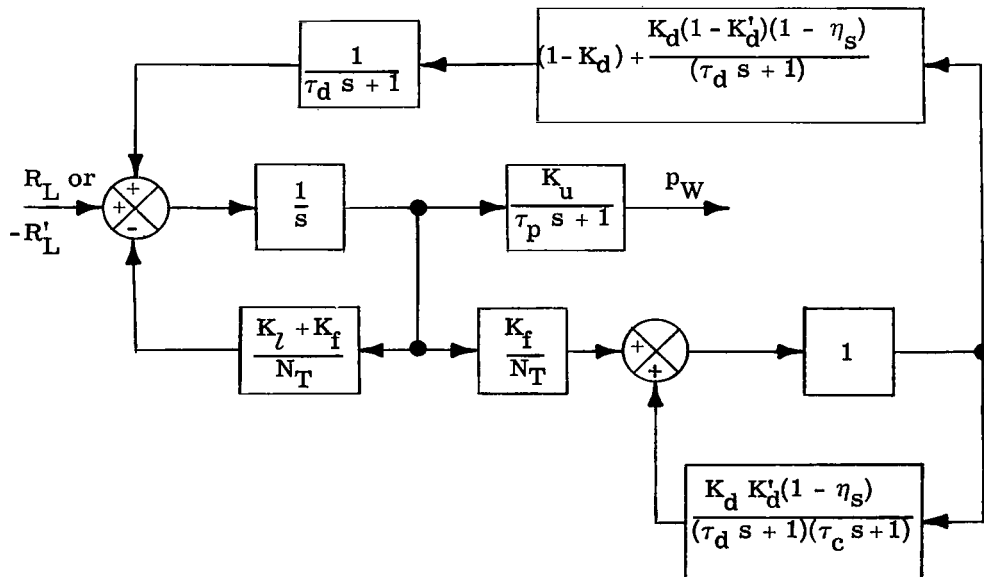 K_d(1 - K'_d)(1 - η_s)
(1-K_d) + ─────────
(τ_d s + 1)
1
τ_d s + 1
R_L or
-R'_L
+
+
-
1
s
K_u
τ_p s + 1
p_W
K_l + K_f
N_T
K_f
N_T
+
+
1
K_d K'_d(1 - η_s)
(τ_d s + 1)(τ_c s+1)